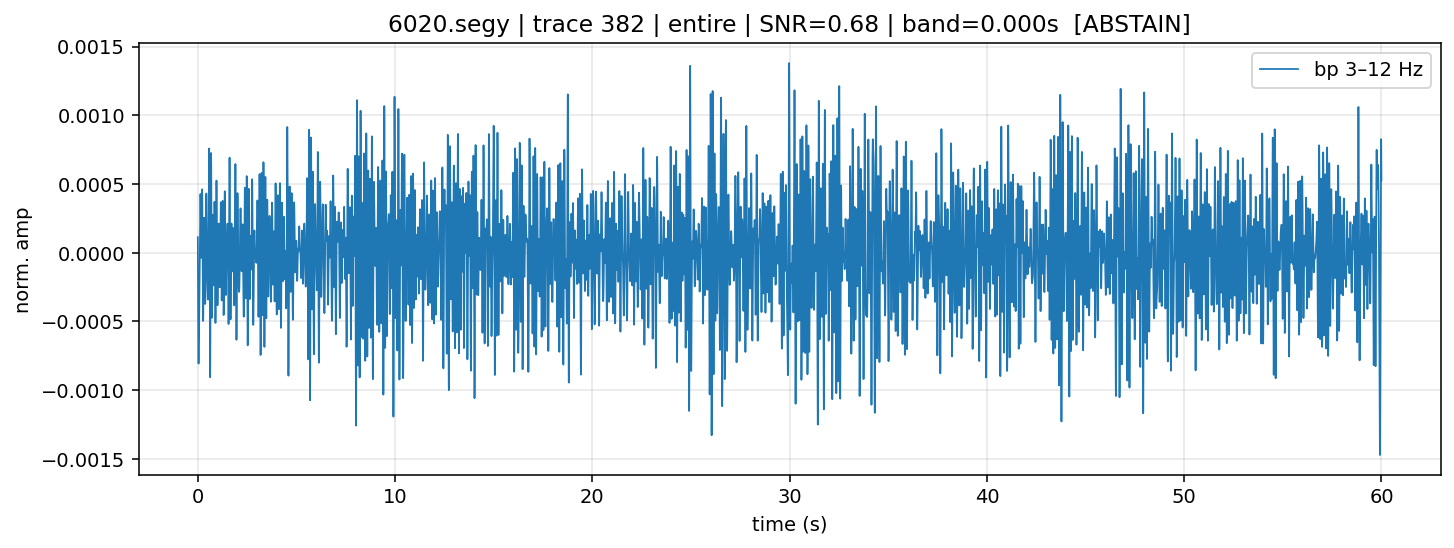 6020.segy | trace 382 | entire | SNR=0.68 | band=0.000s  [ABSTAIN]
bp 3–12 Hz
norm. amp
0.0015
0.0010
0.0005
0.0000
−0.0005
−0.0010
−0.0015
0 10 20 30 40 50 60
time (s)